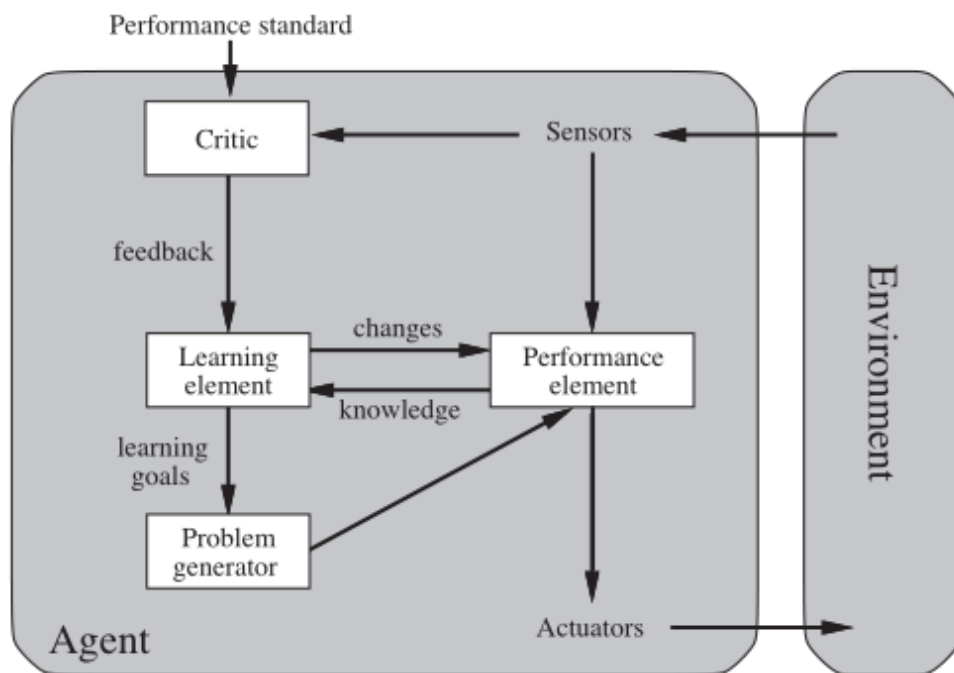 Performance standard
Critic
Sensors
feedback
changes
Learning
element
Performance
element
knowledge
learning
goals
Problem
generator
Agent
Actuators
Environment